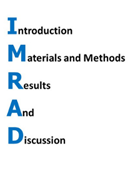 Introduction
Materials and Methods
Results
And
Discussion